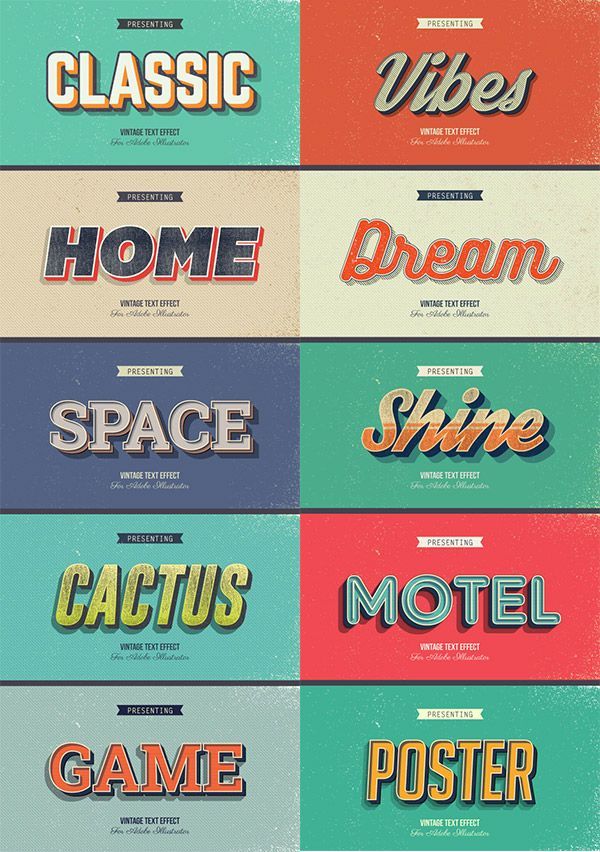 PRESENTING
CLASSIC
VINTAGE TEXT EFFECT
For Adobe Illustrator
PRESENTING
Vibes
VINTAGE TEXT EFFECT
For Adobe Illustrator
PRESENTING
HOME
VINTAGE TEXT EFFECT
For Adobe Illustrator
PRESENTING
Dream
VINTAGE TEXT EFFECT
For Adobe Illustrator
PRESENTING
SPACE
VINTAGE TEXT EFFECT
For Adobe Illustrator
PRESENTING
Shine
VINTAGE TEXT EFFECT
For Adobe Illustrator
PRESENTING
CACTUS
VINTAGE TEXT EFFECT
For Adobe Illustrator
PRESENTING
MOTEL
VINTAGE TEXT EFFECT
For Adobe Illustrator
PRESENTING
GAME
VINTAGE TEXT EFFECT
For Adobe Illustrator
PRESENTING
POSTER
VINTAGE TEXT EFFECT
For Adobe Illustrator